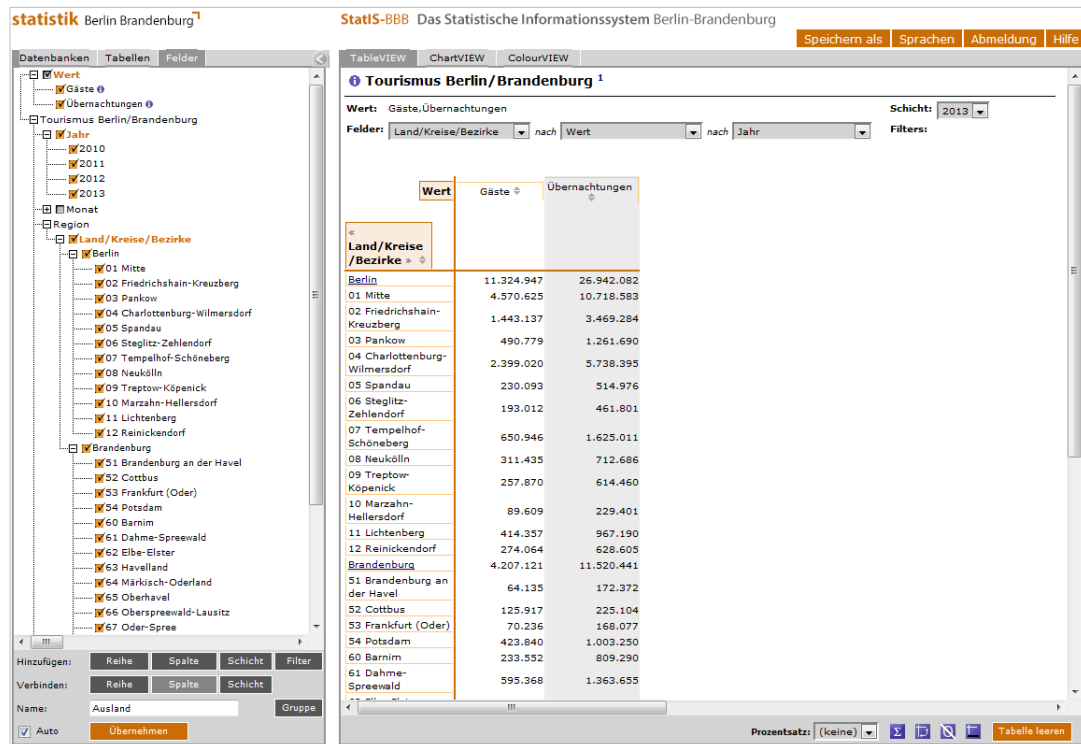 statistik Berlin Brandenburg
StatIS-BBB Das Statistische Informationssystem Berlin-Brandenburg
Speichern als Sprachen Abmeldung Hilfe
Datenbanken Tabellen Felder
Wert
Gäste
Übernachtungen
Tourismus Berlin/Brandenburg
Jahr
2010
2011
2012
2013
Monat
Region
Land/Kreise/Bezirke
Berlin
01 Mitte
02 Friedrichshain-Kreuzberg
03 Pankow
04 Charlottenburg-Wilmersdorf
05 Spandau
06 Steglitz-Zehlendorf
07 Tempelhof-Schöneberg
08 Neukölln
09 Treptow-Köpenick
10 Marzahn-Hellersdorf
11 Lichtenberg
12 Reinickendorf
Brandenburg
51 Brandenburg an der Havel
52 Cottbus
53 Frankfurt (Oder)
54 Potsdam
60 Barnim
61 Dahme-Spreewald
62 Elbe-Elster
63 Havelland
64 Märkisch-Oderland
65 Oberhavel
66 Oberspreewald-Lausitz
67 Oder-Spree
Hinzufügen: Reihe Spalte Schicht Filter
Verbinden: Reihe Spalte Schicht
Name: Ausland Gruppe
Auto Übernehmen
TableVIEW ChartVIEW ColourVIEW
Tourismus Berlin/Brandenburg 1
Wert: Gäste,Übernachtungen Schicht: 2013
Felder: Land/Kreise/Bezirke nach Wert nach Jahr Filters:
Wert Gäste Übernachtungen
«
Land/Kreise
/Bezirke »
Berlin 11.324.947 26.942.082
01 Mitte 4.570.625 10.718.583
02 Friedrichshain-
Kreuzberg 1.443.137 3.469.284
03 Pankow 490.779 1.261.690
04 Charlottenburg-
Wilmersdorf 2.399.020 5.738.395
05 Spandau 230.093 514.976
06 Steglitz-
Zehlendorf 193.012 461.801
07 Tempelhof-
Schöneberg 650.946 1.625.011
08 Neukölln 311.435 712.686
09 Treptow-
Köpenick 257.870 614.460
10 Marzahn-
Hellersdorf 89.609 229.401
11 Lichtenberg 414.357 967.190
12 Reinickendorf 274.064 628.605
Brandenburg 4.207.121 11.520.441
51 Brandenburg an
der Havel 64.135 172.372
52 Cottbus 125.917 225.104
53 Frankfurt (Oder) 70.236 168.077
54 Potsdam 423.840 1.003.250
60 Barnim 233.552 809.290
61 Dahme-
Spreewald 595.368 1.363.655
Prozentsatz: (keine) Σ Tabelle leeren